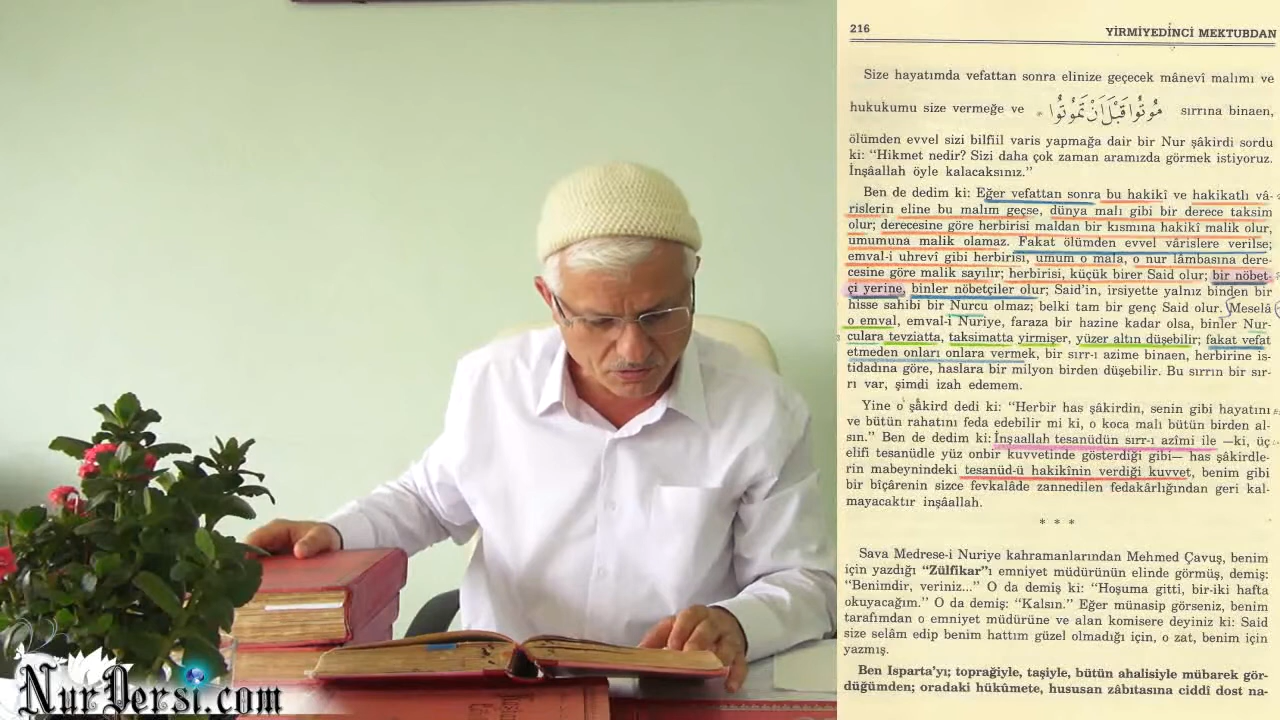 216 YİRMİYEDİNCİ MEKTUBDAN
Size hayatımda vefattan sonra elinize geçecek mânevî malımı ve
hukukumu size vermeğe ve مُوتُوا قَبْلَ اَنْ تَمُوتُوا sırrına binaen,
ölümden evvel sizi bilfiil varis yapmağa dair bir Nur şâkirdi sordu
ki: “Hikmet nedir? Sizi daha çok zaman aramızda görmek istiyoruz.
İnşâallah öyle kalacaksınız.”
Ben de dedim ki: Eğer vefattan sonra bu hakikî ve hakikatlı vâ-
rislerin eline bu malım geçse, dünya malı gibi bir derece taksim
olur; derecesine göre herbirisi maldan bir kısmına hakikî malik olur,
umumuna malik olamaz. Fakat ölümden evvel vârislere verilse;
emval-i uhrevî gibi herbirisi, umum o mala, o nur lâmbasına dere-
cesine göre malik sayılır; herbirisi, küçük birer Said olur; bir nöbet-
çi yerine, binler nöbetçiler olur; Said'in, irsiyette yalnız binden bir
hisse sahibi bir Nurcu olmaz; belki tam bir genç Said olur. Meselâ
o emval, emval-i Nuriye, faraza bir hazine kadar olsa, binler Nur-
culara tevziatta, taksimatta yirmişer, yüzer altın düşebilir; fakat vefat
etmeden onları onlara vermek, bir sırr-ı azime binaen, herbirine is-
tidadına göre, haslara bir milyon birden düşebilir. Bu sırrın bir sır-
rı var, şimdi izah edemem.
Yine o şâkird dedi ki: “Herbir has şâkirdin, senin gibi hayatını
ve bütün rahatını feda edebilir mi ki, o koca malı bütün birden al-
sın.” Ben de dedim ki: İnşaallah tesanüdün sırr-ı azîmi ile —ki, üç
elifi tesanüdle yüz onbir kuvvetinde gösterdiği gibi— has şâkirdle-
rin mabeynindeki tesanüd-ü hakikînin verdiği kuvvet, benim gibi
bir bîçârenin sizce fevkalâde zannedilen fedakârlığından geri kal-
mayacaktır inşâallah.
* * *
Sava Medrese-i Nuriye kahramanlarından Mehmed Çavuş, benim
için yazdığı “Zülfikar”ı emniyet müdürünün elinde görmüş, demiş:
“Benimdir, veriniz...” O da demiş ki: “Hoşuma gitti, bir-iki hafta
okuyacağım.” O da demiş: “Kalsın.” Eğer münasip görseniz, benim
tarafımdan o emniyet müdürüne ve alan komisere deyiniz ki: Said
size selâm edip benim hattım güzel olmadığı için, o zat, benim için
yazmış.
Ben Isparta'yı; toprağiyle, taşiyle, bütün ahalisiyle mübarek gör-
düğümden; oradaki hükûmete, hususan zâbıtasına ciddî dost na-
NurDersi.com